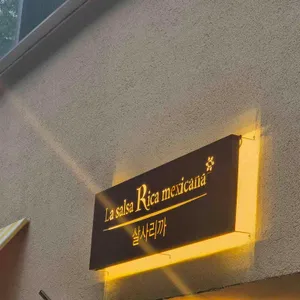 La salsa Rica mexicana
살사리까